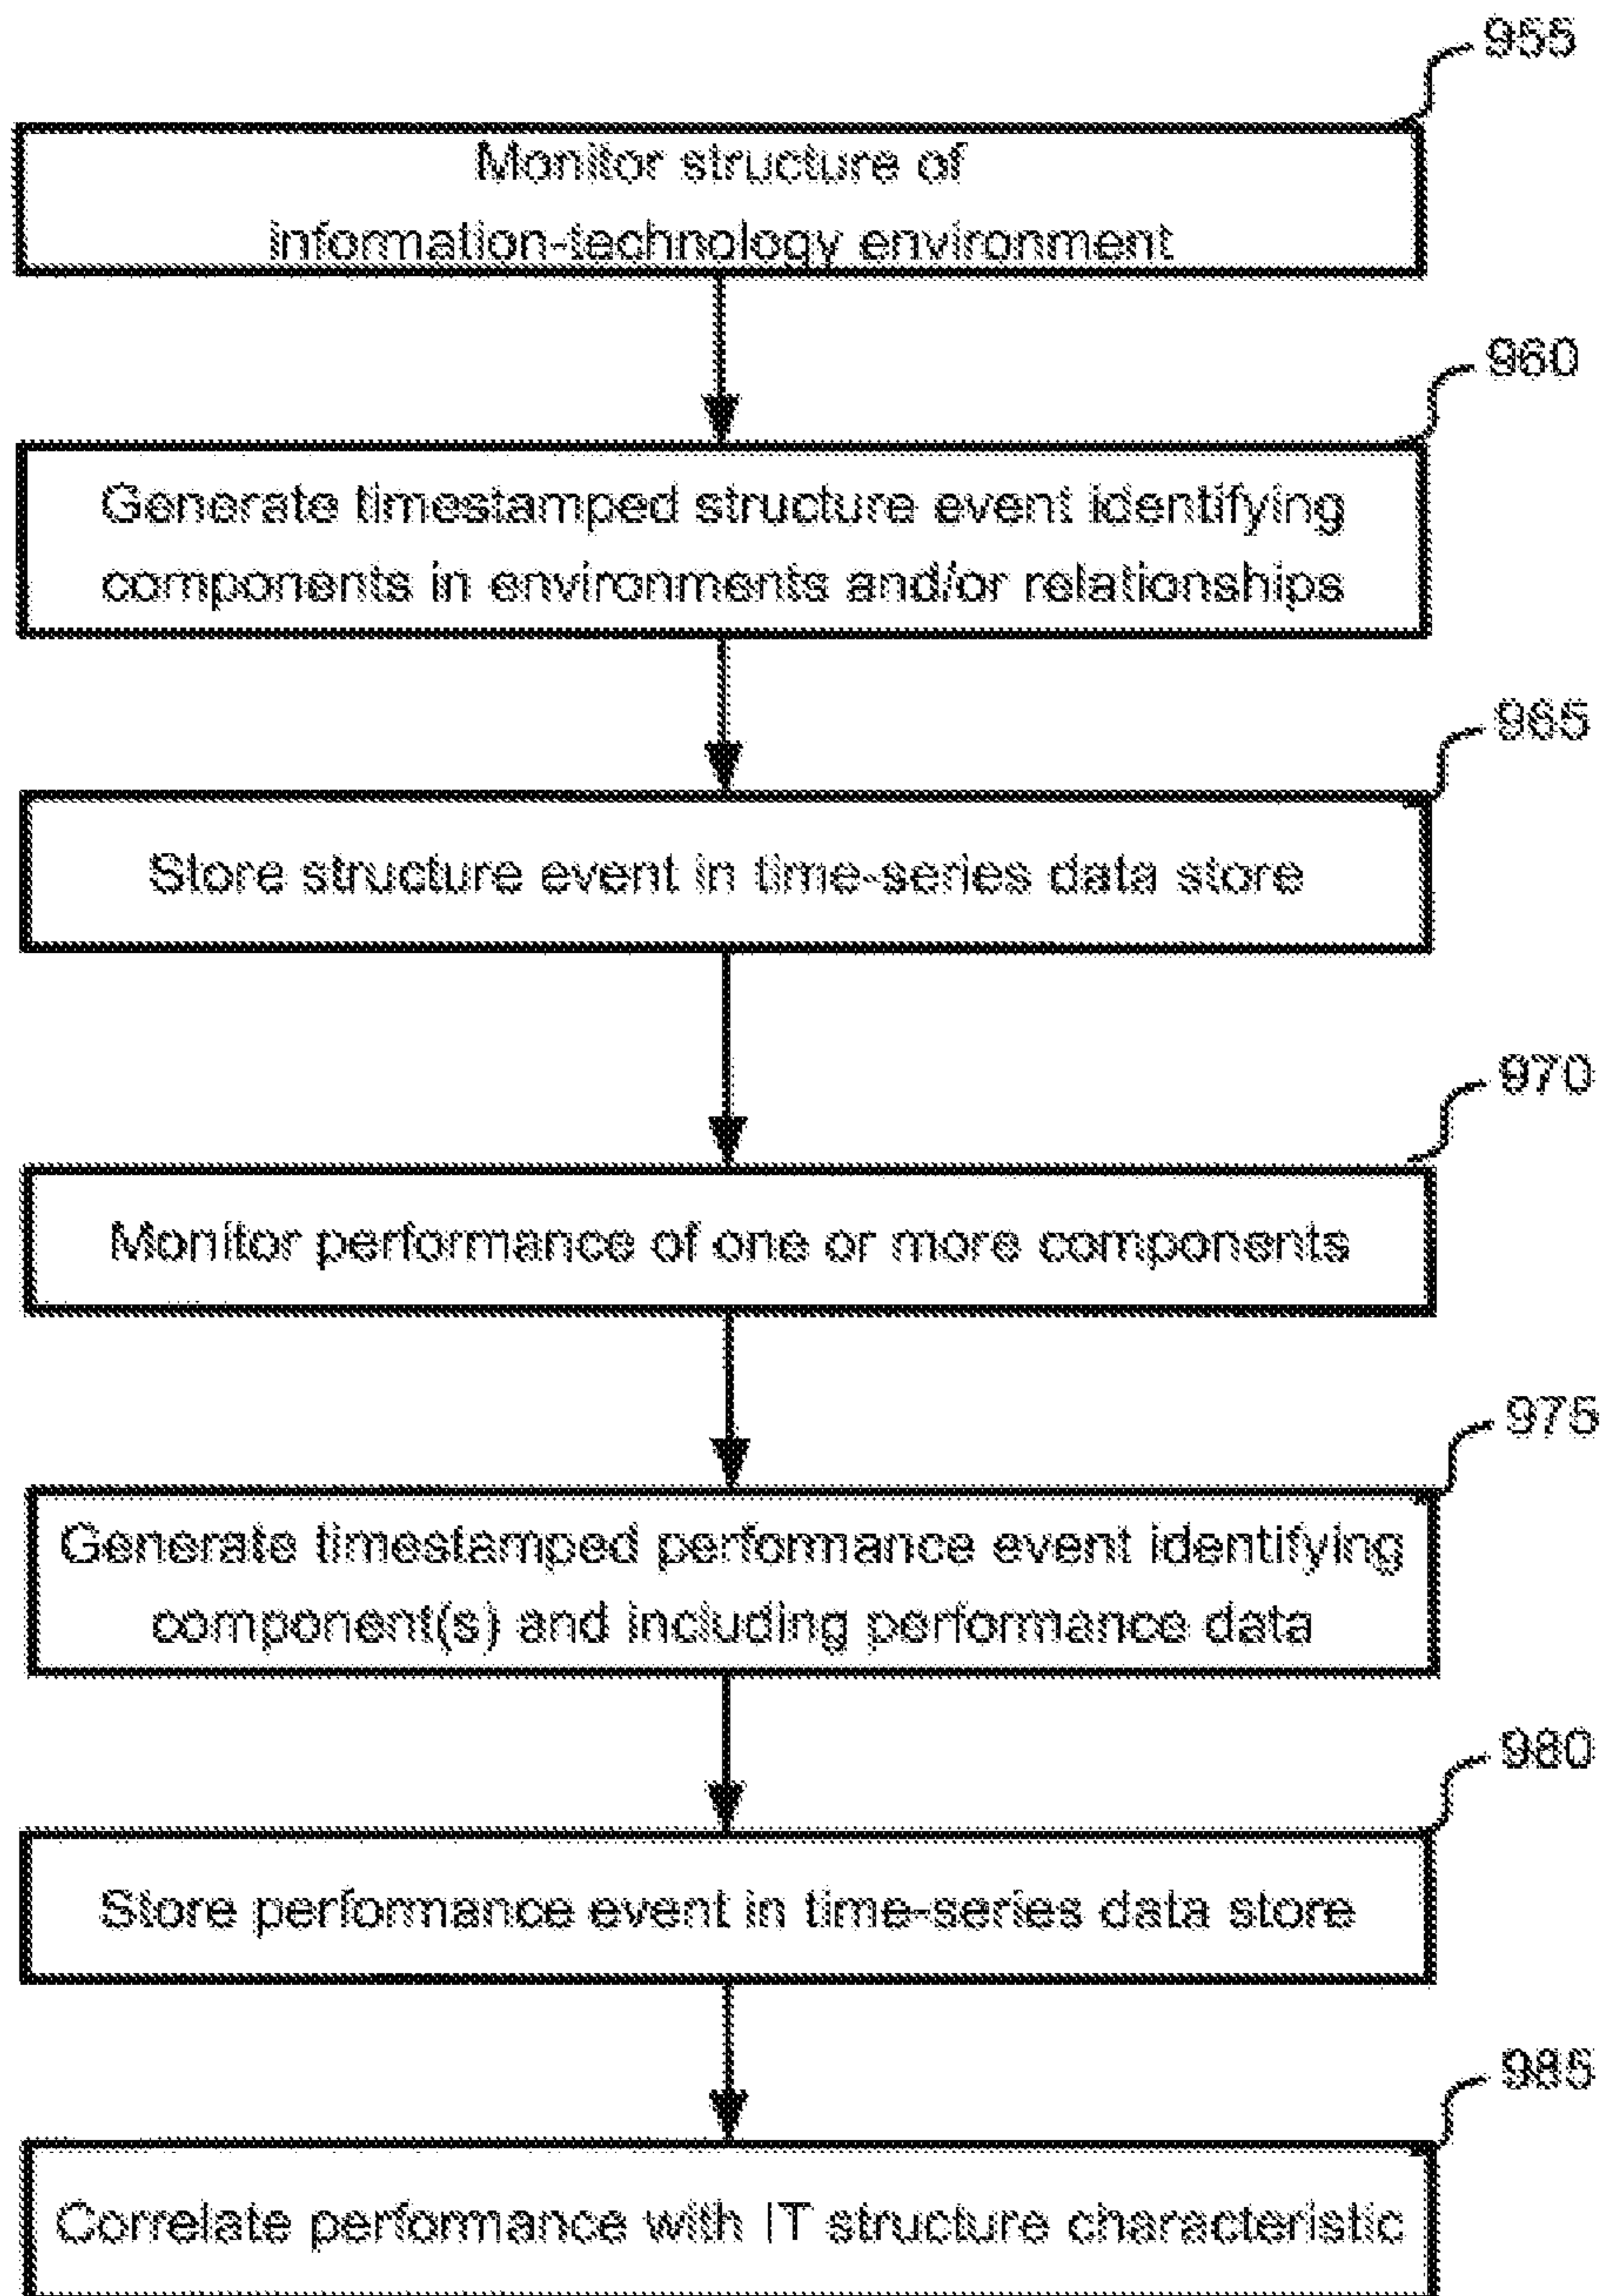 955
Monitor structure of
information-technology environment
960
Generate timestamped structure event identifying
components in environments and/or relationships
965
Store structure event in time-series data store
970
Monitor performance of one or more components
975
Generate timestamped performance event identifying
component(s) and including performance data
980
Store performance event in time-series data store
985
Correlate performance with IT structure characteristic